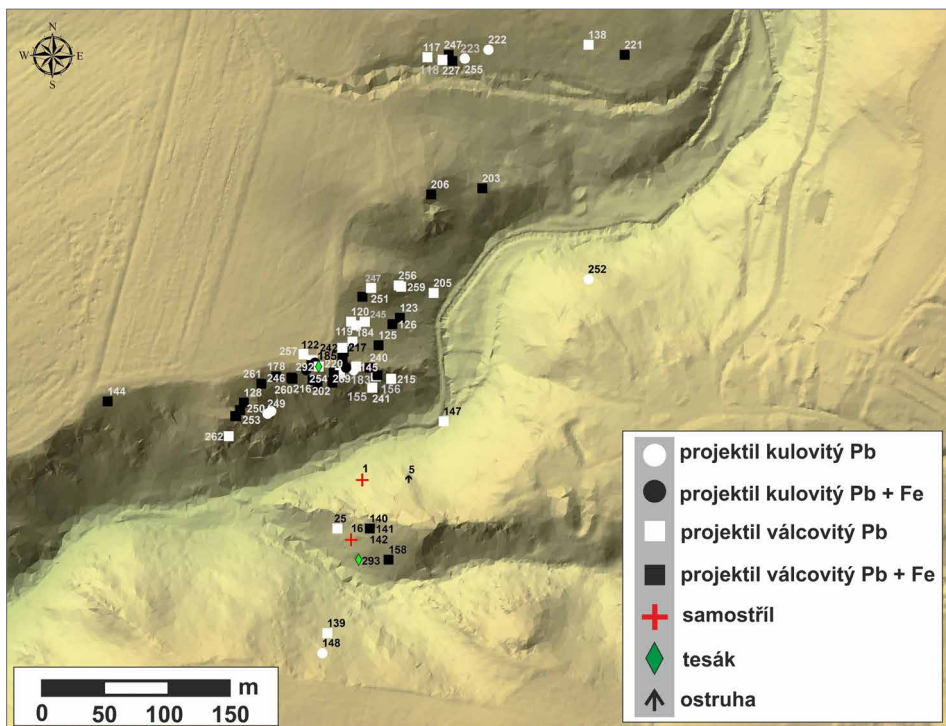 N
W E
S
138
222
117 247 223 221
118 227 255
203
206
252
256
247 259 205
251
120 245 123
126
119 184
125
122 242 217
257 185 240
292 220
178 145
261 246 254 269 183 215
260 216 202 155 156
144 241
128
250 249
253
147
262
1 5
25 140
16 141
142
293 158
139
148
projektil kulovitý Pb
projektil kulovitý Pb + Fe
projektil válcovitý Pb
projektil válcovitý Pb + Fe
samostříl
tesák
ostruha
m
0 50 100 150